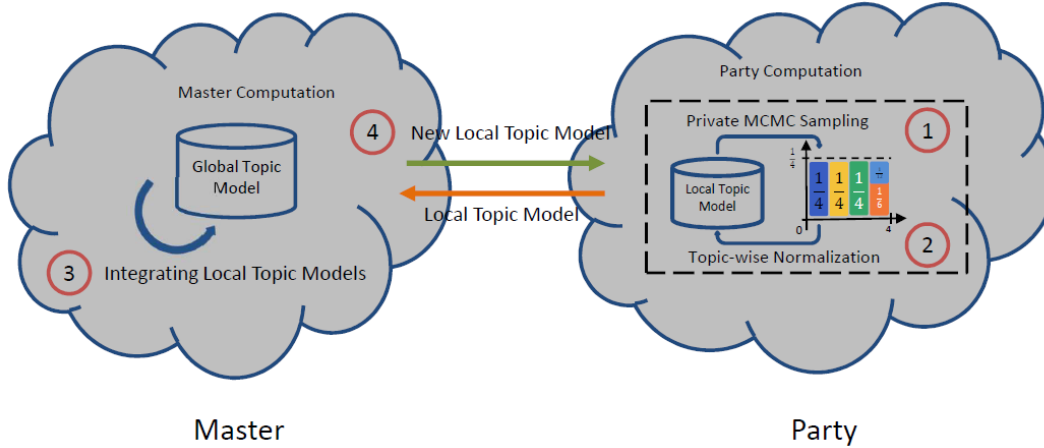 Master Computation
4
Global Topic
Model
3
Integrating Local Topic Models
New Local Topic Model
Local Topic Model
Party Computation
Private MCMC Sampling
1
Local Topic
Model
1/4
1/4
1/4
1/4
1/6
0
4
2
Topic-wise Normalization
Master
Party